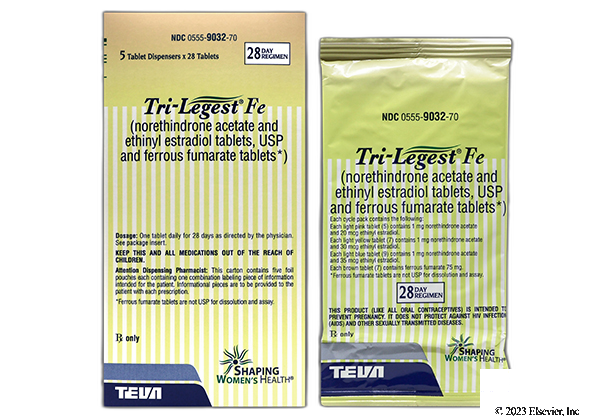 NDC 0555-9032-70
5 Tablet Dispensers x 28 Tablets
28 DAY
REGIMEN
Tri-Legest® Fe
(norethindrone acetate and
ethinyl estradiol tablets, USP
and ferrous fumarate tablets*)
Dosage: One tablet daily for 28 days as directed by the physician.
See package insert.
KEEP THIS AND ALL MEDICATIONS OUT OF THE REACH OF
CHILDREN.
Attention Dispensing Pharmacist: This carton contains five foil
pouches each containing one combination labeling piece of information
intended for the patient. Informational pieces are to be provided to the
patient with each prescription.
*Ferrous fumarate tablets are not USP for dissolution and assay.
Rx only
SHAPING
WOMEN'S HEALTH®
TEVA
NDC 0555-9032-70
Tri-Legest® Fe
(norethindrone acetate and
ethinyl estradiol tablets, USP
and ferrous fumarate tablets*)
Each cycle pack contains the following:
Each light pink tablet (5) contains 1 mg norethindrone acetate
and 20 mcg ethinyl estradiol.
Each light yellow tablet (7) contains 1 mg norethindrone acetate
and 30 mcg ethinyl estradiol.
Each light blue tablet (9) contains 1 mg norethindrone acetate and
35 mcg ethinyl estradiol.
Each brown tablet (7) contains ferrous fumarate 75 mg.
*Ferrous fumarate tablets are not USP for dissolution and assay.
28 DAY
REGIMEN
THIS PRODUCT (LIKE ALL ORAL CONTRACEPTIVES) IS INTENDED TO
PREVENT PREGNANCY. IT DOES NOT PROTECT AGAINST HIV INFECTION
(AIDS) AND OTHER SEXUALLY TRANSMITTED DISEASES.
Rx only
SHAPING
WOMEN'S HEALTH®
TEVA
© 2023 Elsevier, Inc